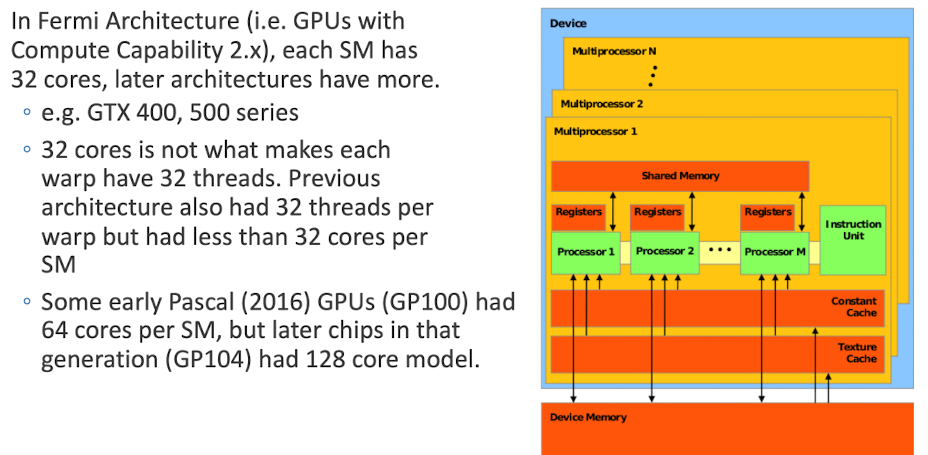 In Fermi Architecture (i.e. GPUs with
Compute Capability 2.x), each SM has
32 cores, later architectures have more.
◦ e.g. GTX 400, 500 series
◦ 32 cores is not what makes each
warp have 32 threads. Previous
architecture also had 32 threads per
warp but had less than 32 cores per
SM
◦ Some early Pascal (2016) GPUs (GP100) had
64 cores per SM, but later chips in that
generation (GP104) had 128 core model.
Device
Multiprocessor N
Multiprocessor 2
Multiprocessor 1
Shared Memory
Registers
Registers
Registers
Instruction
Unit
Processor 1
Processor 2
•••
Processor M
Constant
Cache
Texture
Cache
Device Memory